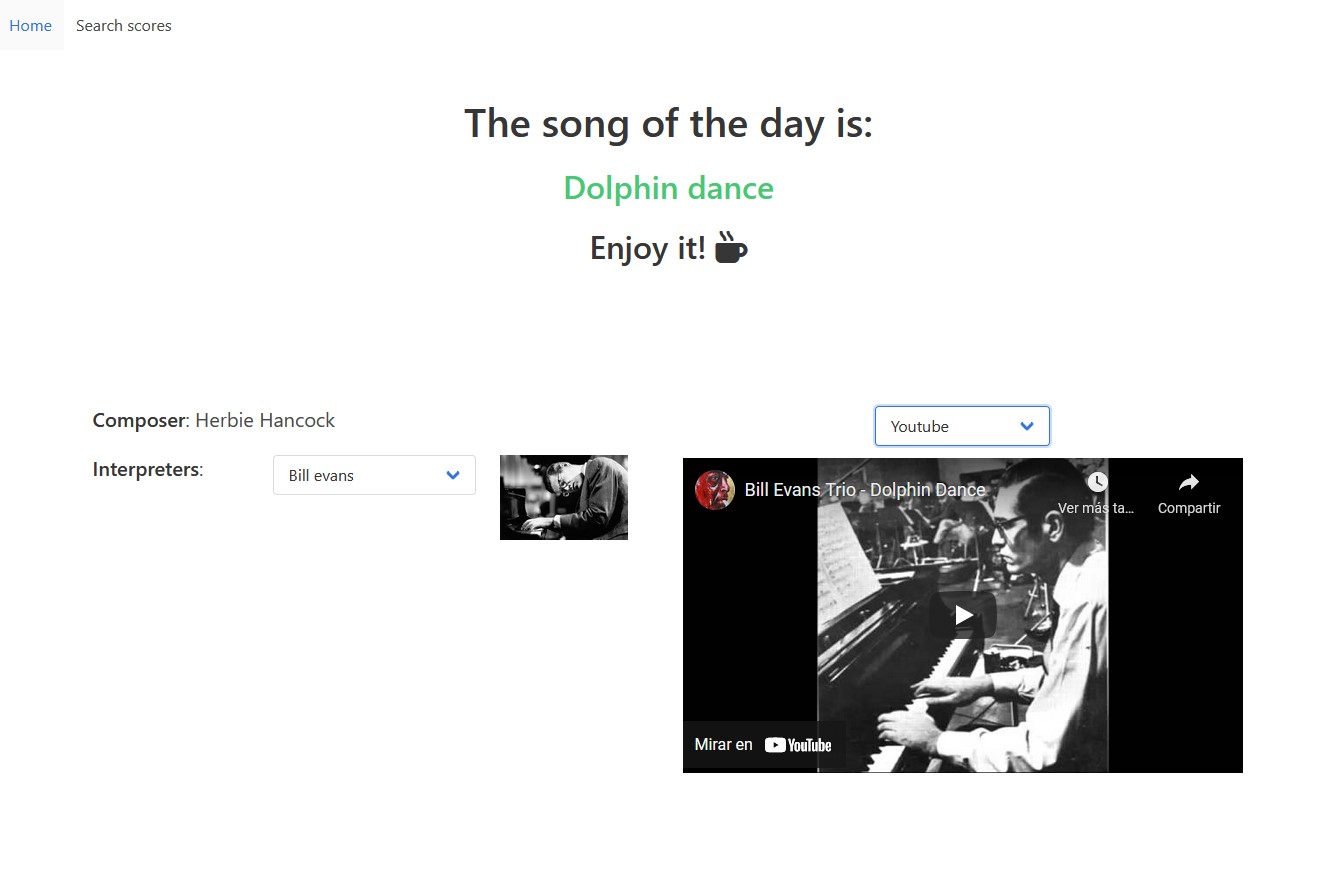 Home Search scores
The song of the day is:
Dolphin dance
Enjoy it!
Composer: Herbie Hancock
Interpreters: Bill evans
Youtube
Bill Evans Trio - Dolphin Dance
Ver más ta... Compartir
Mirar en YouTube